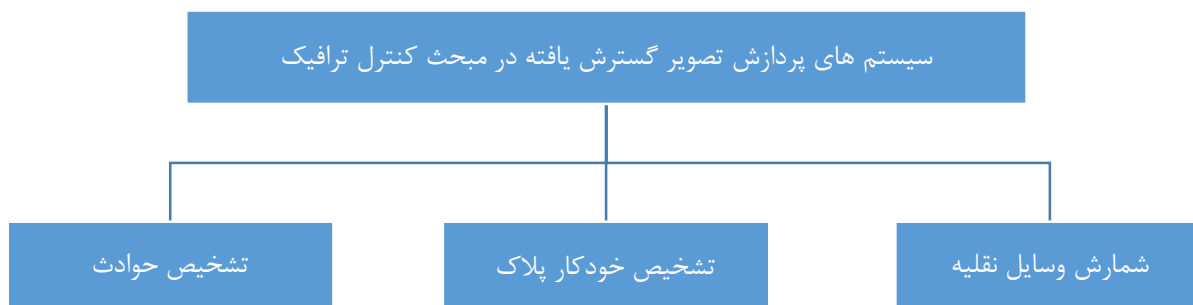 سیستم های پردازش تصویر گسترش یافته در مبحث کنترل ترافیک
شمارش وسایل نقلیه
تشخیص خودکار پلاک
تشخیص حوادث